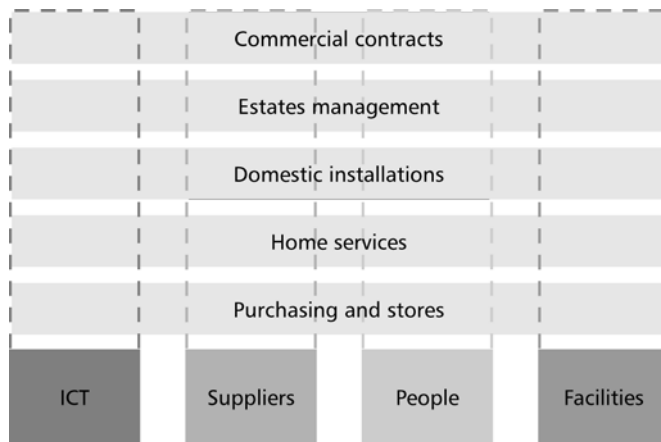 Commercial contracts
Estates management
Domestic installations
Home services
Purchasing and stores
ICT
Suppliers
People
Facilities